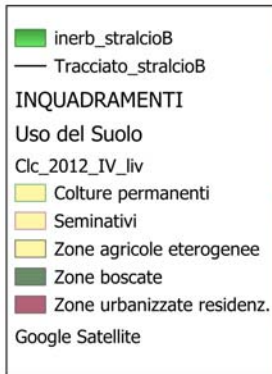 inerb_stralcioB
Tracciato_stralcioB
INQUADRAMENTI
Uso del Suolo
Clc_2012_IV_liv
Colture permanenti
Seminativi
Zone agricole eterogenee
Zone boscate
Zone urbanizzate residenz.
Google Satellite